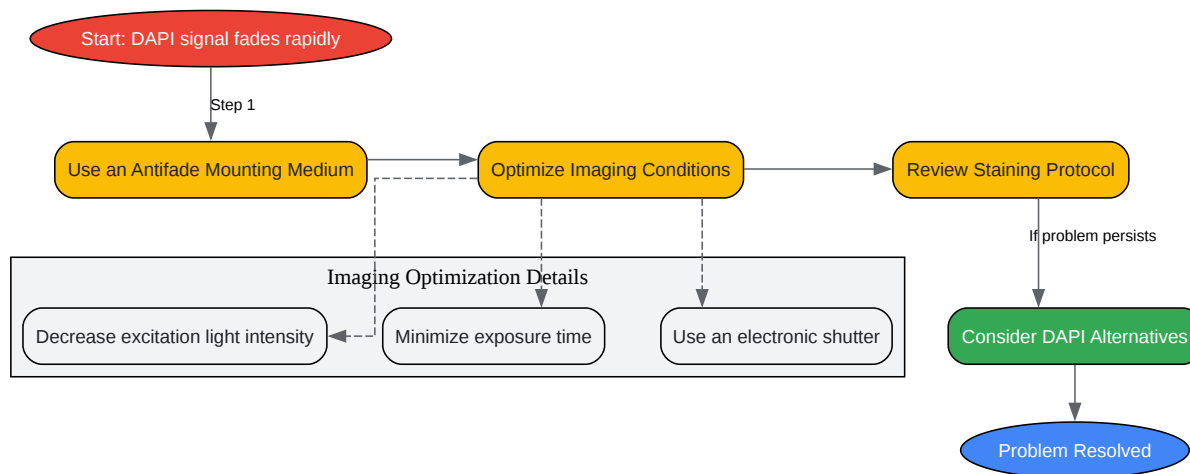 Start: DAPI signal fades rapidly
Step 1
Use an Antifade Mounting Medium
Optimize Imaging Conditions
Review Staining Protocol
If problem persists
Imaging Optimization Details
Decrease excitation light intensity
Minimize exposure time
Use an electronic shutter
Consider DAPI Alternatives
Problem Resolved